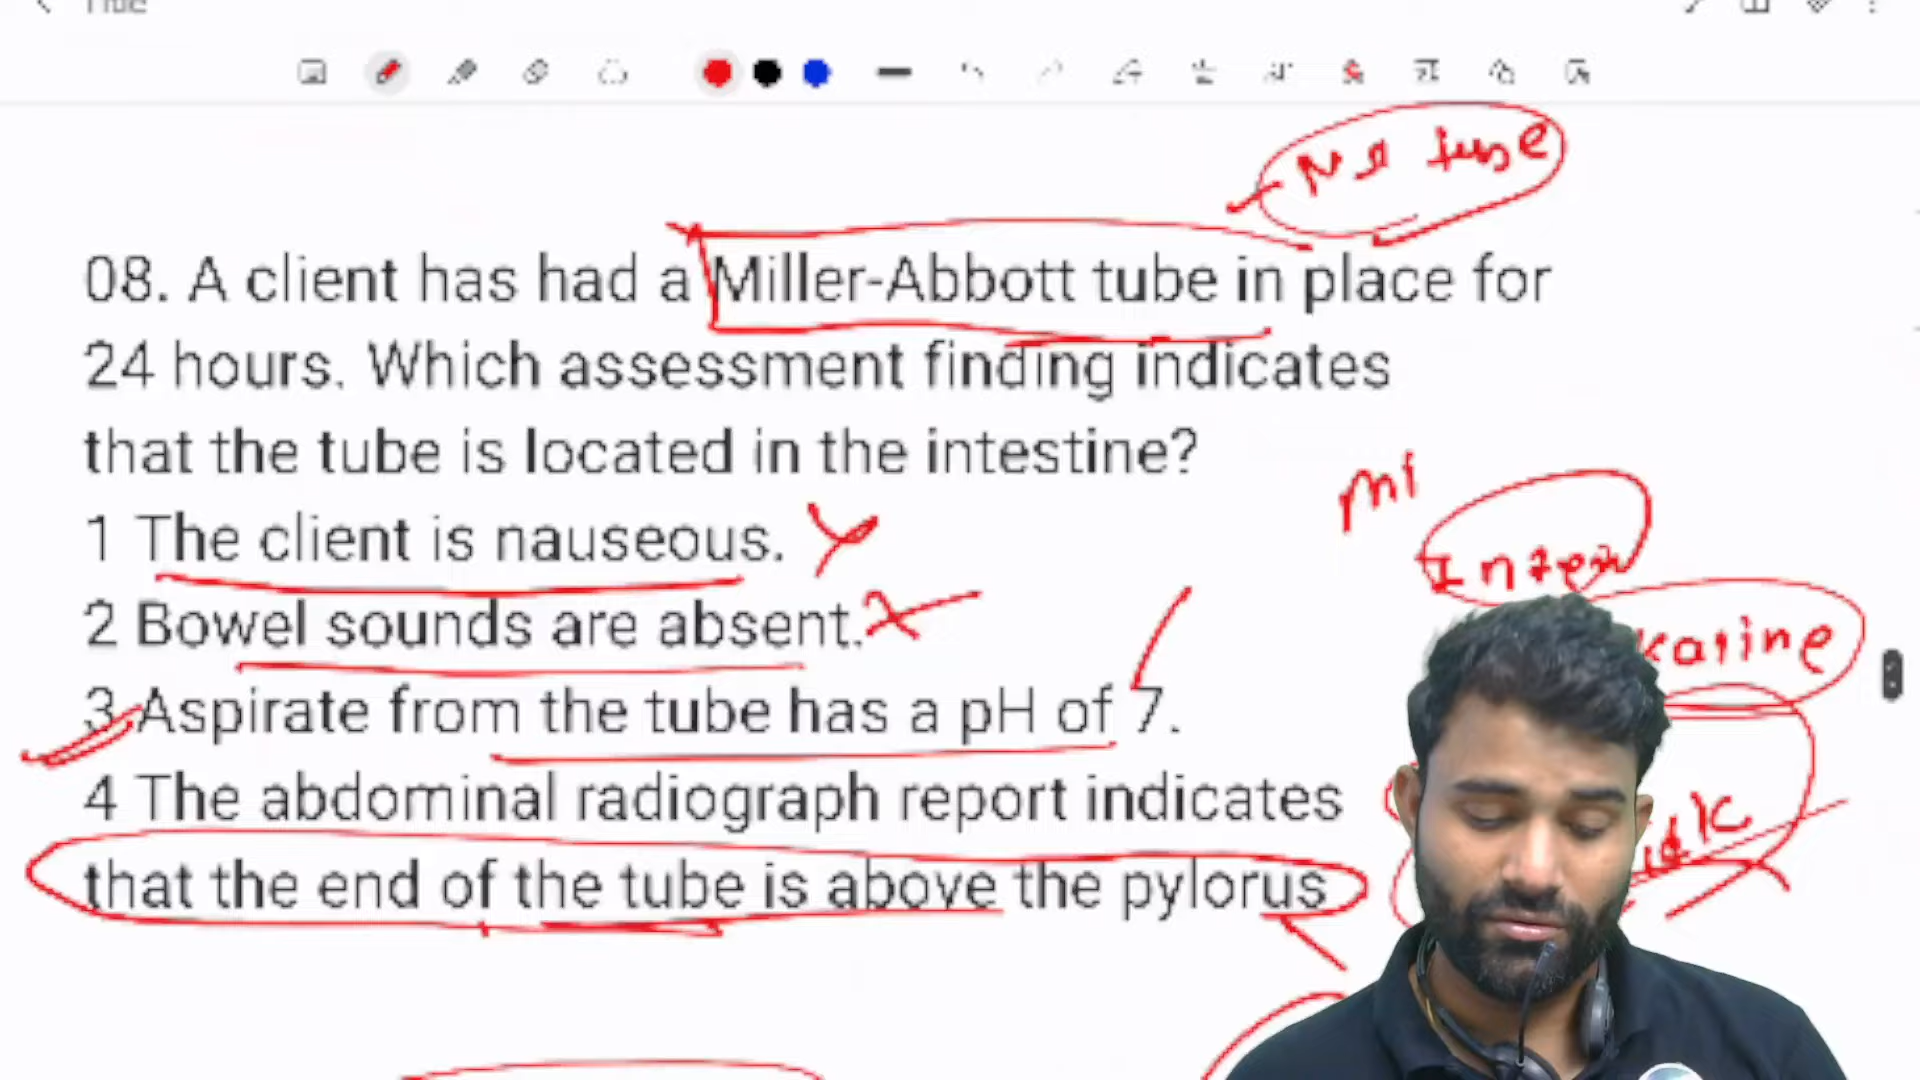 Title
NI tube
08. A client has had a Miller-Abbott tube in place for
24 hours. Which assessment finding indicates
that the tube is located in the intestine?
1 The client is nauseous.
2 Bowel sounds are absent.
3 Aspirate from the tube has a pH of 7.
4 The abdominal radiograph report indicates
that the end of the tube is above the pylorus